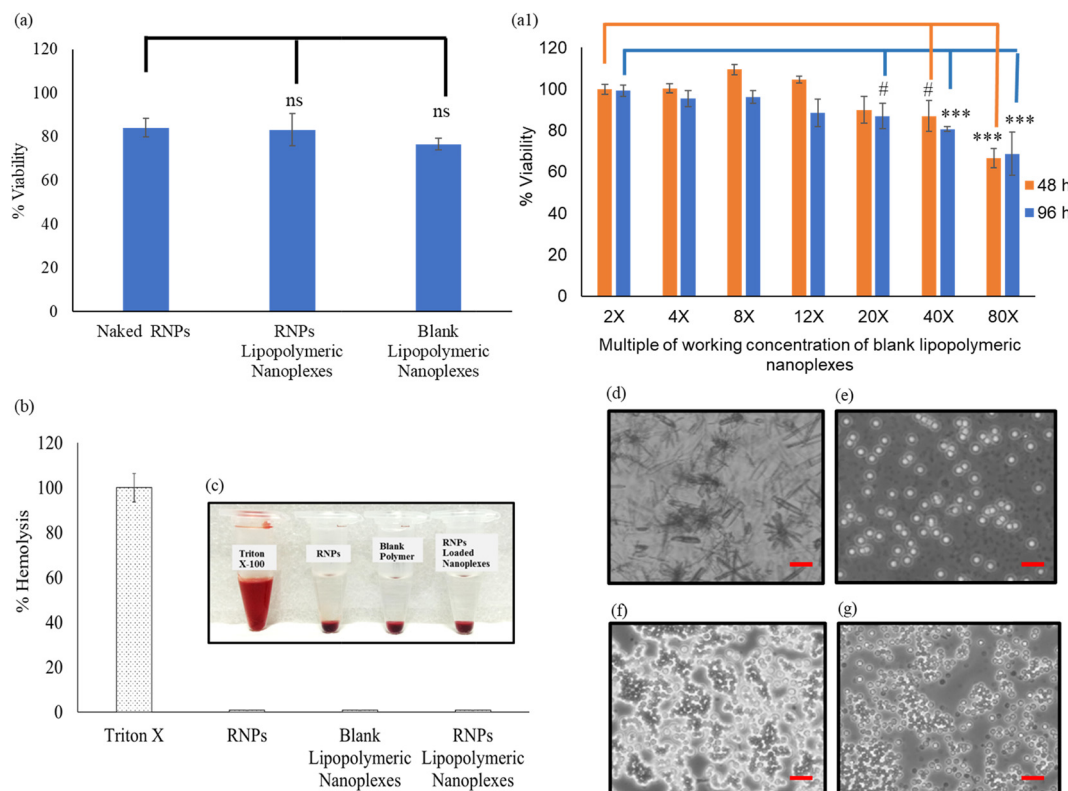 (a)
120
100
80
60
40
20
0
% Viability
ns
ns
Naked RNPs
RNPs
Lipopolymeric
Nanoplexes
Blank
Lipopolymeric
Nanoplexes
(a1)
120
100
80
60
40
20
0
% Viability
#
#
***
***
***
48 h
96 h
2X
4X
8X
12X
20X
40X
80X
Multiple of working concentration of blank lipopolymeric
nanoplexes
(b)
120
100
80
60
40
20
0
% Hemolysis
(c)
Triton
X-100
RNPs
Blank
Polymer
RNPs
Loaded
Nanoplexes
Triton X
RNPs
Blank
Lipopolymeric
Nanoplexes
RNPs
Lipopolymeric
Nanoplexes
(d)
(e)
(f)
(g)